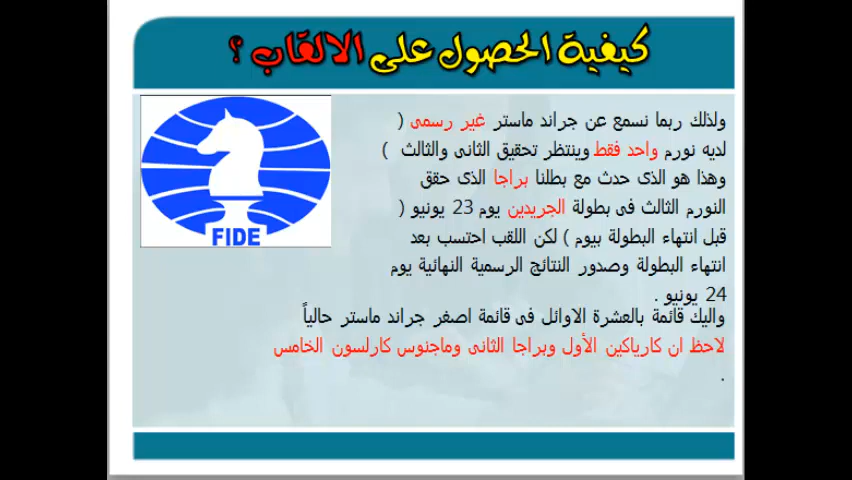 كيفية الحصول على الالقاب ؟
FIDE
ولذلك ربما نسمع عن جراند ماستر غير رسمى (
لديه نورم واحد فقط وينتظر تحقيق الثانى والثالث )
وهذا هو الذى حدث مع بطلنا براجا الذى حقق
النورم الثالث فى بطولة الجريدين يوم 23 يونيو (
قبل انتهاء البطولة بيوم ) لكن اللقب احتسب بعد
انتهاء البطولة وصدور النتائج الرسمية النهائية يوم
24 يونيو .
واليك قائمة بالعشرة الاوائل فى قائمة اصغر جراند ماستر حالياً
لاحظ ان كارياكين الأول وبراجا الثانى وماجنوس كارلسون الخامس
.